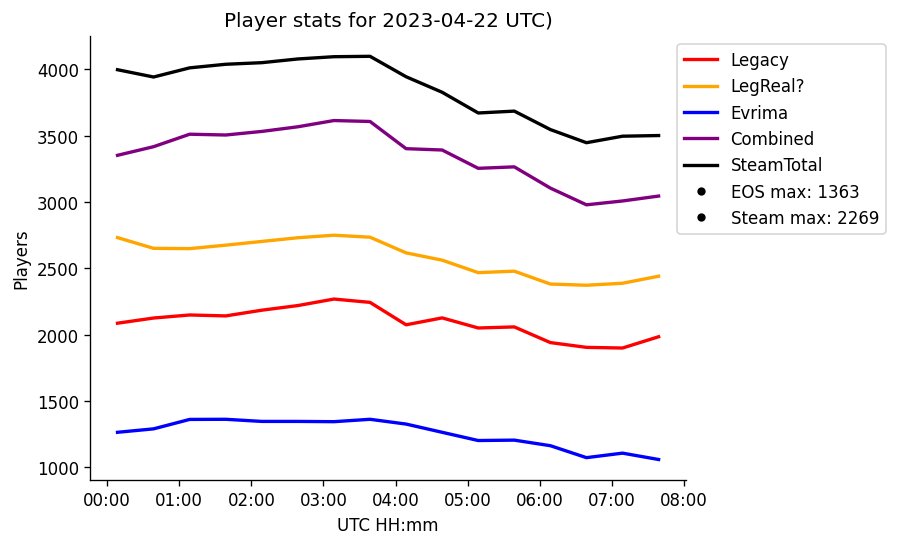 Player stats for 2023-04-22 UTC)
Players
4000
3500
3000
2500
2000
1500
1000
00:00 01:00 02:00 03:00 04:00 05:00 06:00 07:00 08:00
UTC HH:mm
Legacy
LegReal?
Evrima
Combined
SteamTotal
EOS max: 1363
Steam max: 2269